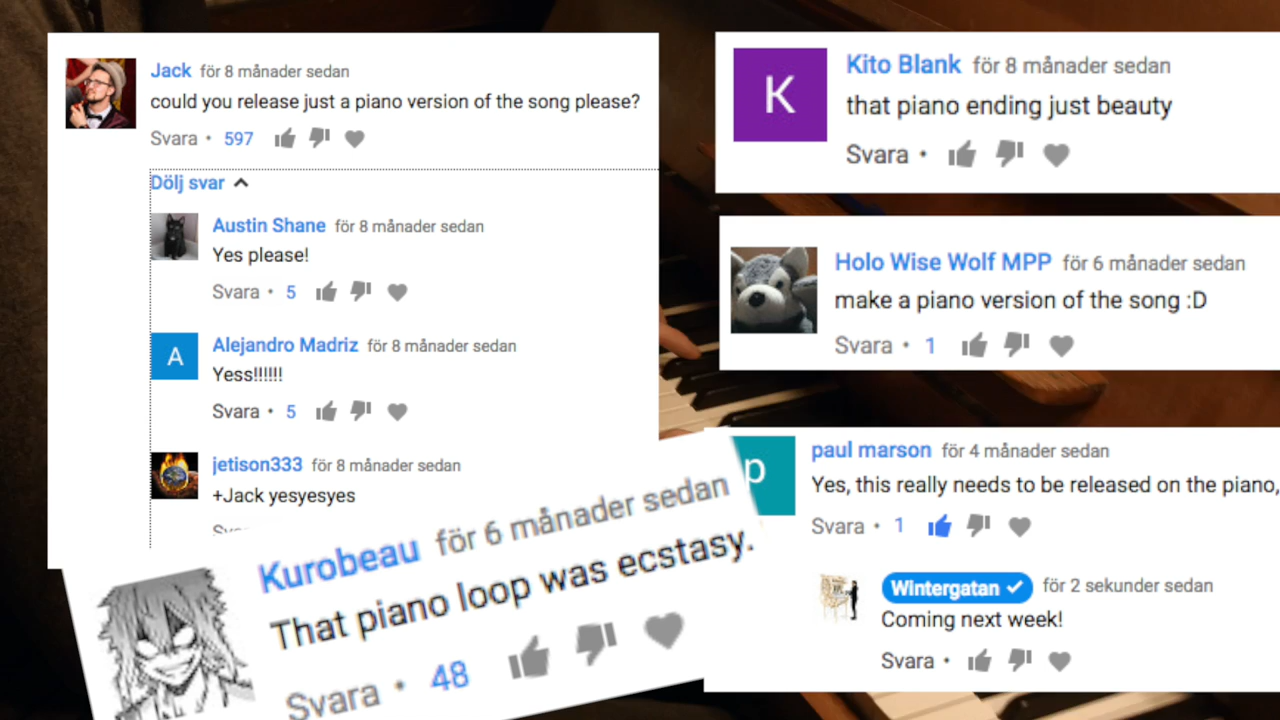 Jack för 8 månader sedan
could you release just a piano version of the song please?
Svara • 597
Dölj svar
Austin Shane för 8 månader sedan
Yes please!
Svara • 5
A
Alejandro Madriz för 8 månader sedan
Yess!!!!!!
Svara • 5
jetison333 för 8 månader sedan
+Jack yesyesyes
Kurobeau för 6 månader sedan
That piano loop was ecstasy.
Svara • 48
K
Kito Blank för 8 månader sedan
that piano ending just beauty
Svara •
Holo Wise Wolf MPP för 6 månader sedan
make a piano version of the song :D
Svara • 1
p
paul marson för 4 månader sedan
Yes, this really needs to be released on the piano,
Svara • 1
Wintergatan för 2 sekunder sedan
Coming next week!
Svara •